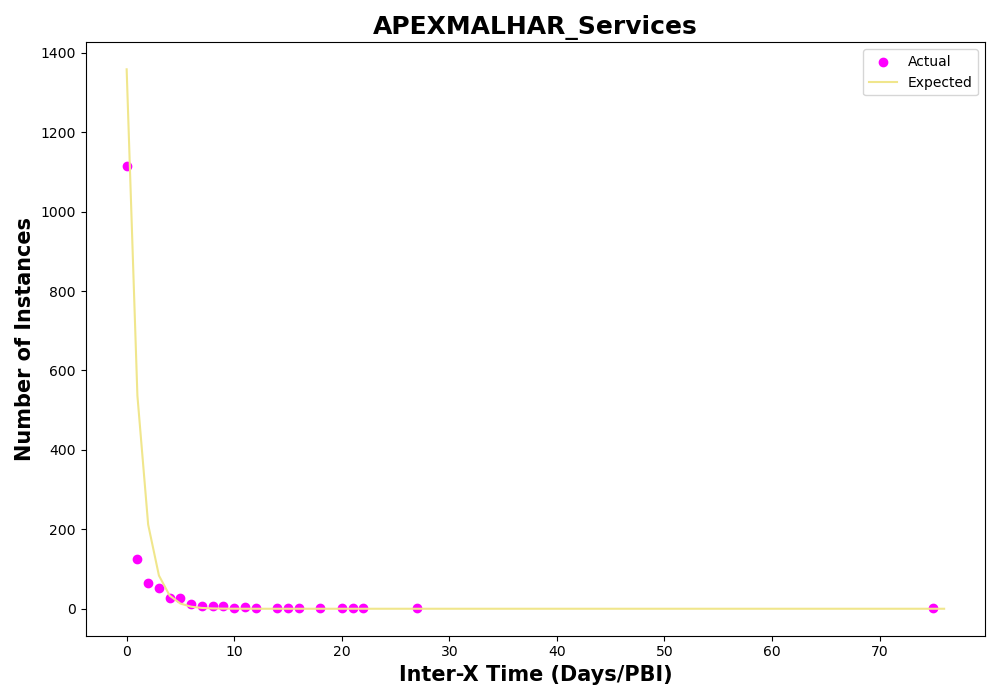 APEXMALHAR_Services
Actual
Expected
1400
1200
1000
800
600
400
200
0
Number of Instances
0 10 20 30 40 50 60 70
Inter-X Time (Days/PBI)